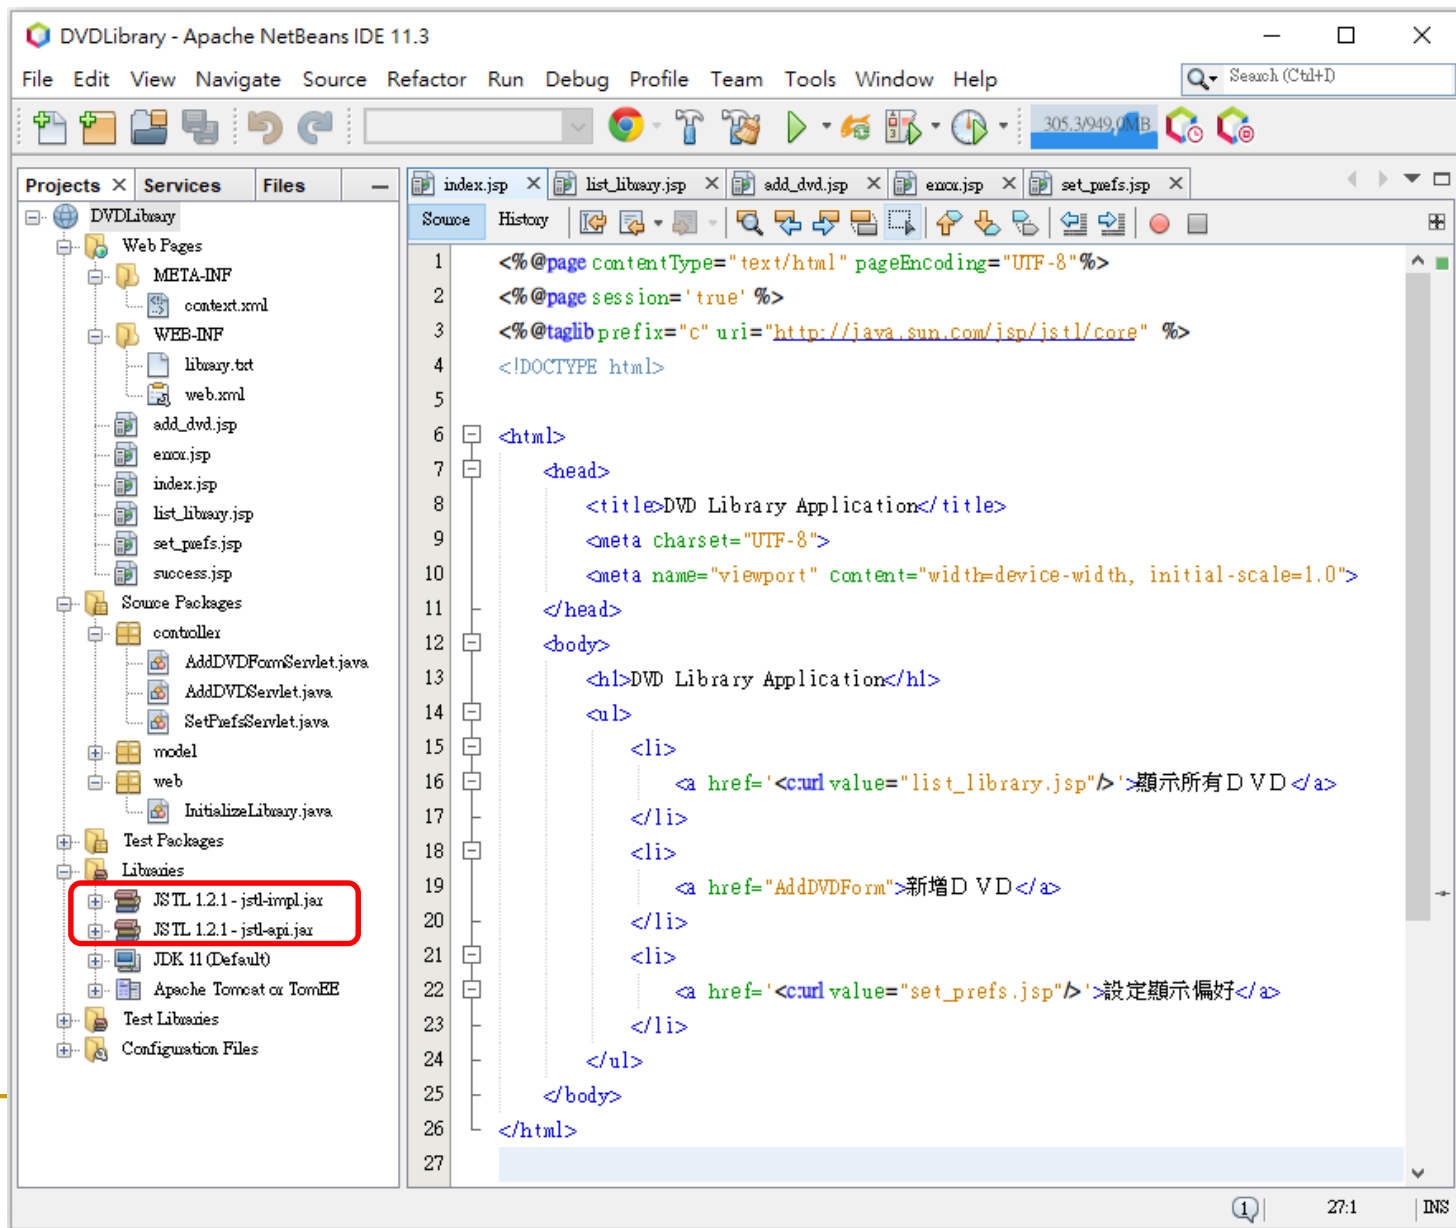 DVDLibrary - Apache NetBeans IDE 11.3
File Edit View Navigate Source Refactor Run Debug Profile Team Tools Window Help
Search (Ctrl+I)
305.3/949.0MB
Projects Services Files
DVDLibrary
Web Pages
META-INF
context.xml
WEB-INF
library.txt
web.xml
add_dvd.jsp
error.jsp
index.jsp
list_library.jsp
set_prefs.jsp
success.jsp
Source Packages
controller
AddDVDFormServlet.java
AddDVDServlet.java
SetPrefsServlet.java
model
web
InitializeLibrary.java
Test Packages
Libraries
JSTL 1.2.1 - jstl-impl.jar
JSTL 1.2.1 - jstl-api.jar
JDK 11 (Default)
Apache Tomcat or TomEE
Test Libraries
Configuration Files
index.jsp list_library.jsp add_dvd.jsp error.jsp set_prefs.jsp
Source History
1 <%@page contentType="text/html" pageEncoding="UTF-8"%>
2 <%@page session='true' %>
3 <%@taglib prefix="c" uri="http://java.sun.com/jsp/jstl/core" %>
4 <!DOCTYPE html>
5
6 <html>
7 <head>
8 <title>DVD Library Application</title>
9 <meta charset="UTF-8">
10 <meta name="viewport" content="width=device-width, initial-scale=1.0">
11 </head>
12 <body>
13 <h1>DVD Library Application</h1>
14 <ul>
15 <li>
16 <a href='<c:url value="list_library.jsp"/>'>顯示所有ＤＶＤ</a>
17 </li>
18 <li>
19 <a href="AddDVDForm">新增ＤＶＤ</a>
20 </li>
21 <li>
22 <a href='<c:url value="set_prefs.jsp"/>'>設定顯示偏好</a>
23 </li>
24 </ul>
25 </body>
26 </html>
27
1 27:1 INS